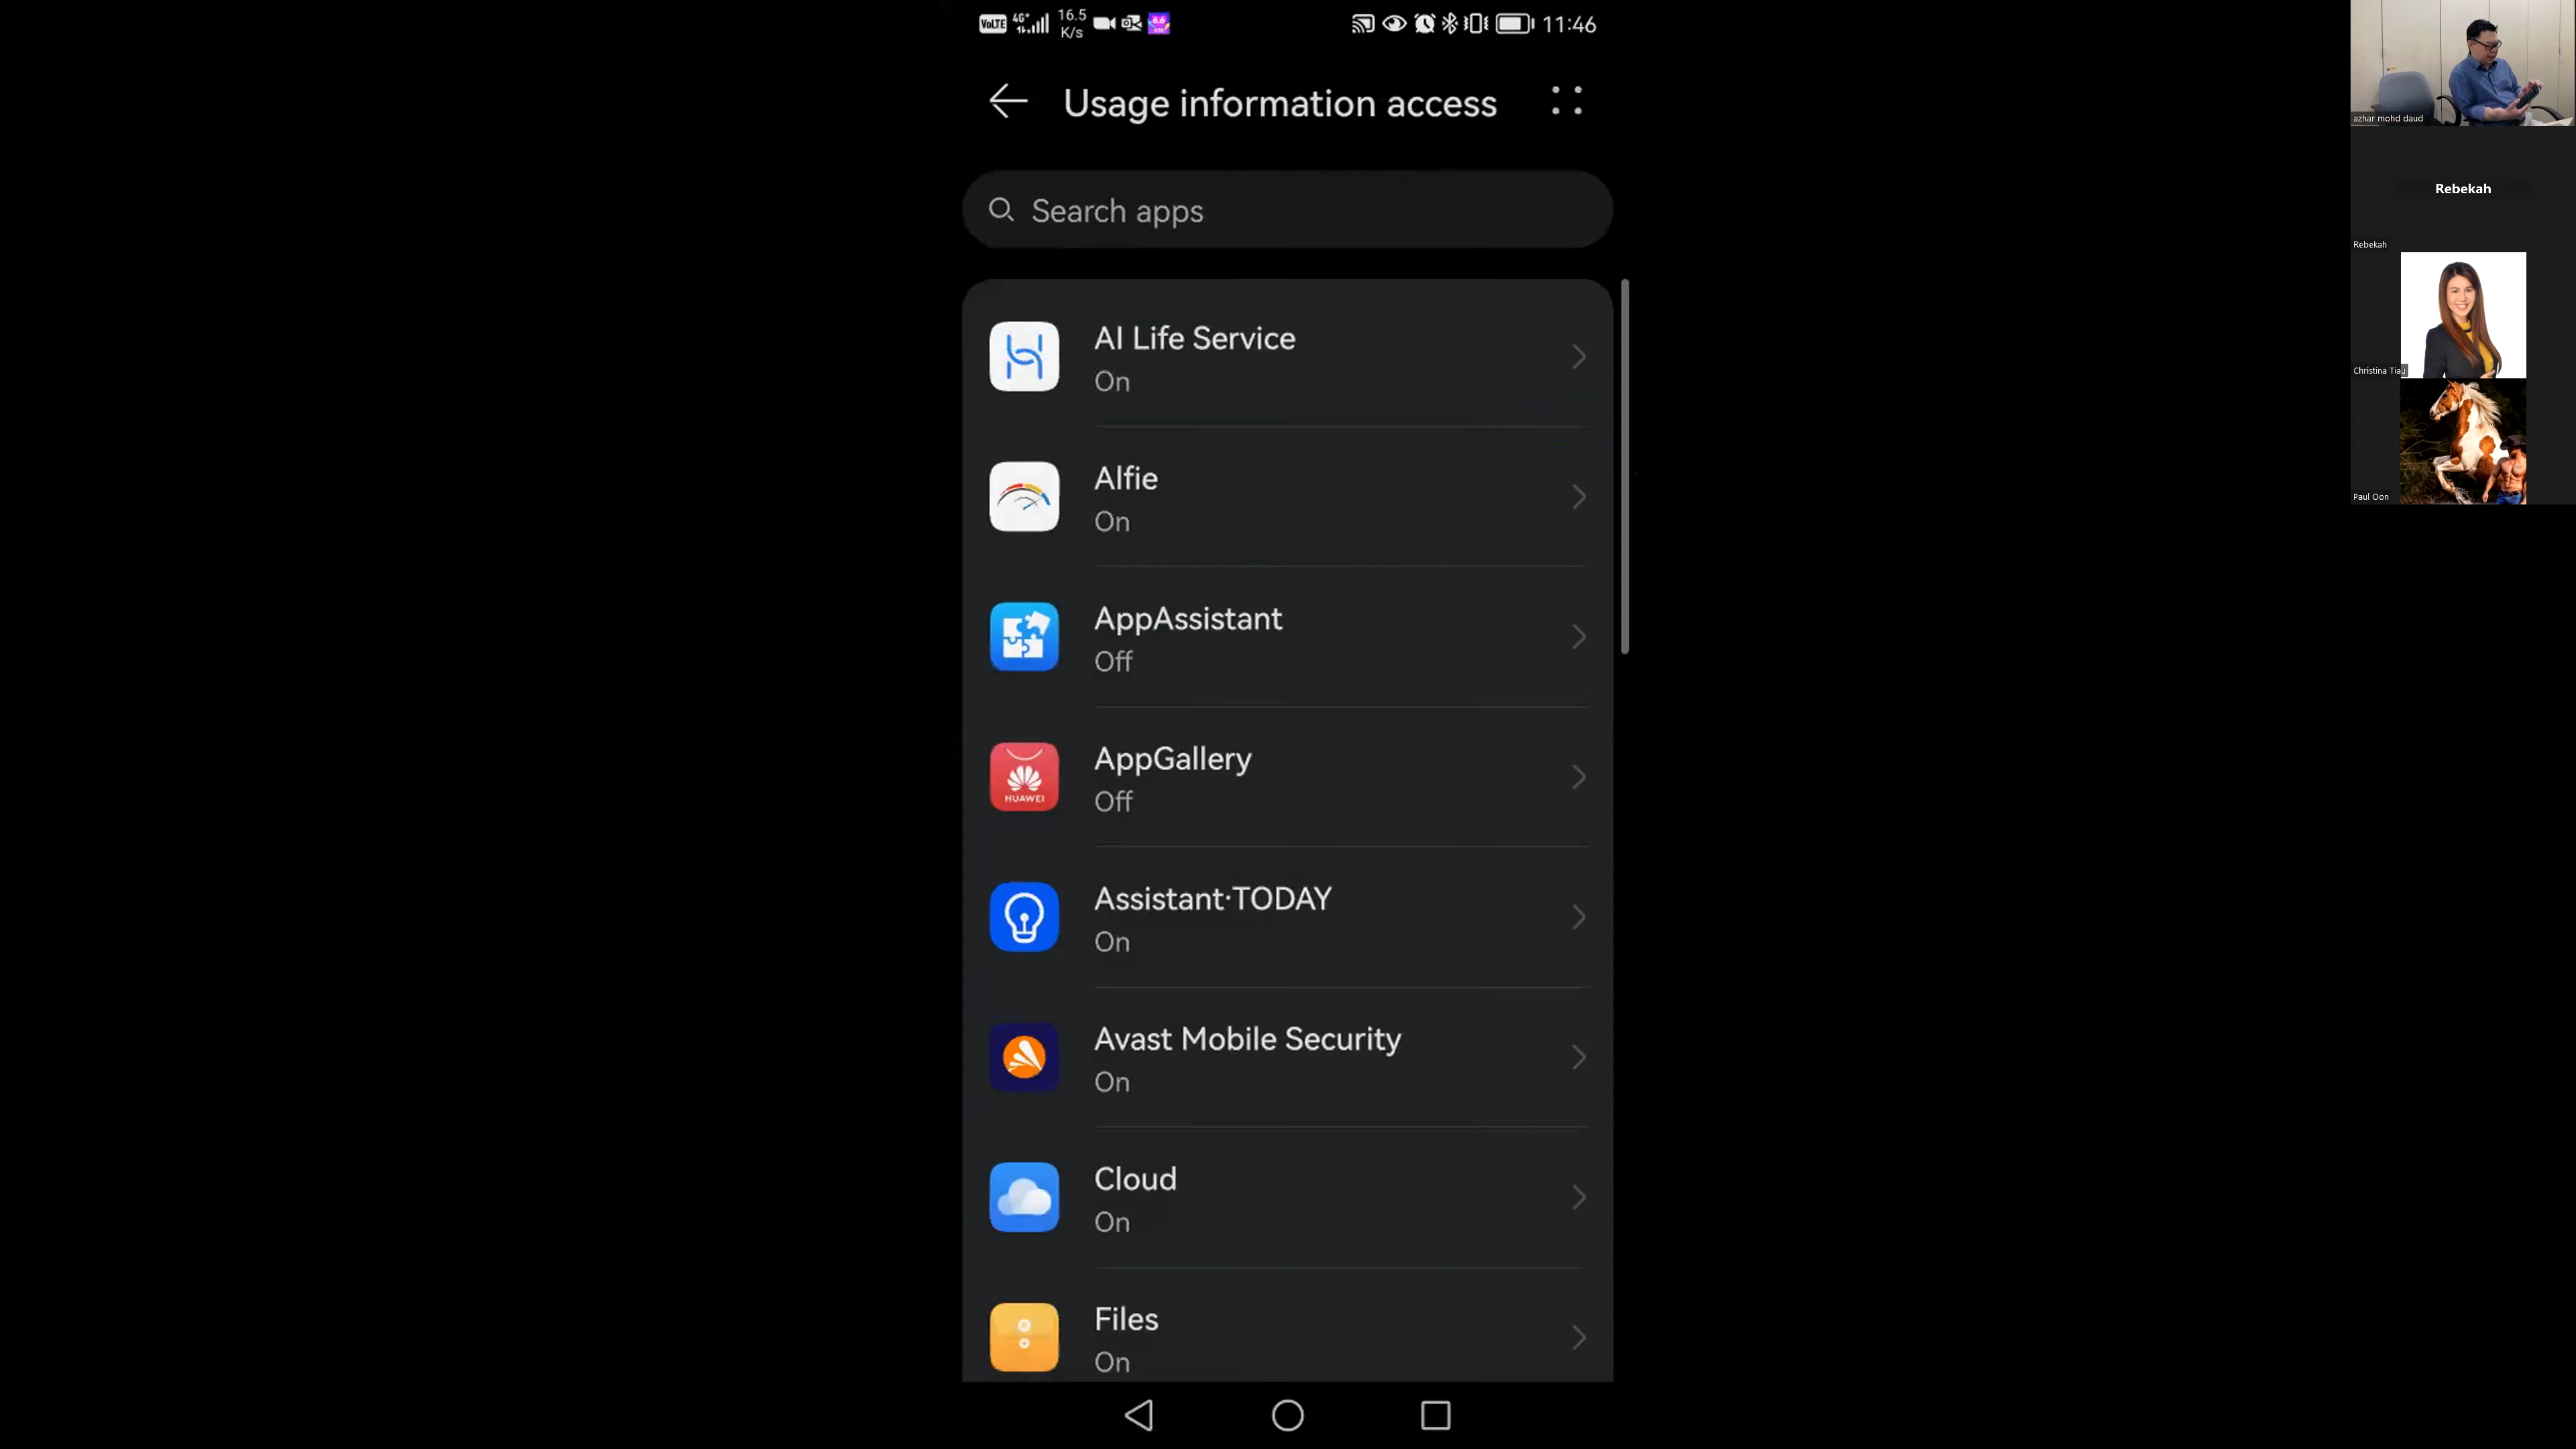 VoLTE 4G+ 16.5 K/s 11:46
Usage information access
Search apps
AI Life Service
On
Alfie
On
AppAssistant
Off
HUAWEI
AppGallery
Off
Assistant·TODAY
On
Avast Mobile Security
On
Cloud
On
Files
On
azhar mohd daud
Rebekah
Rebekah
Christina Tiau
Paul Oon